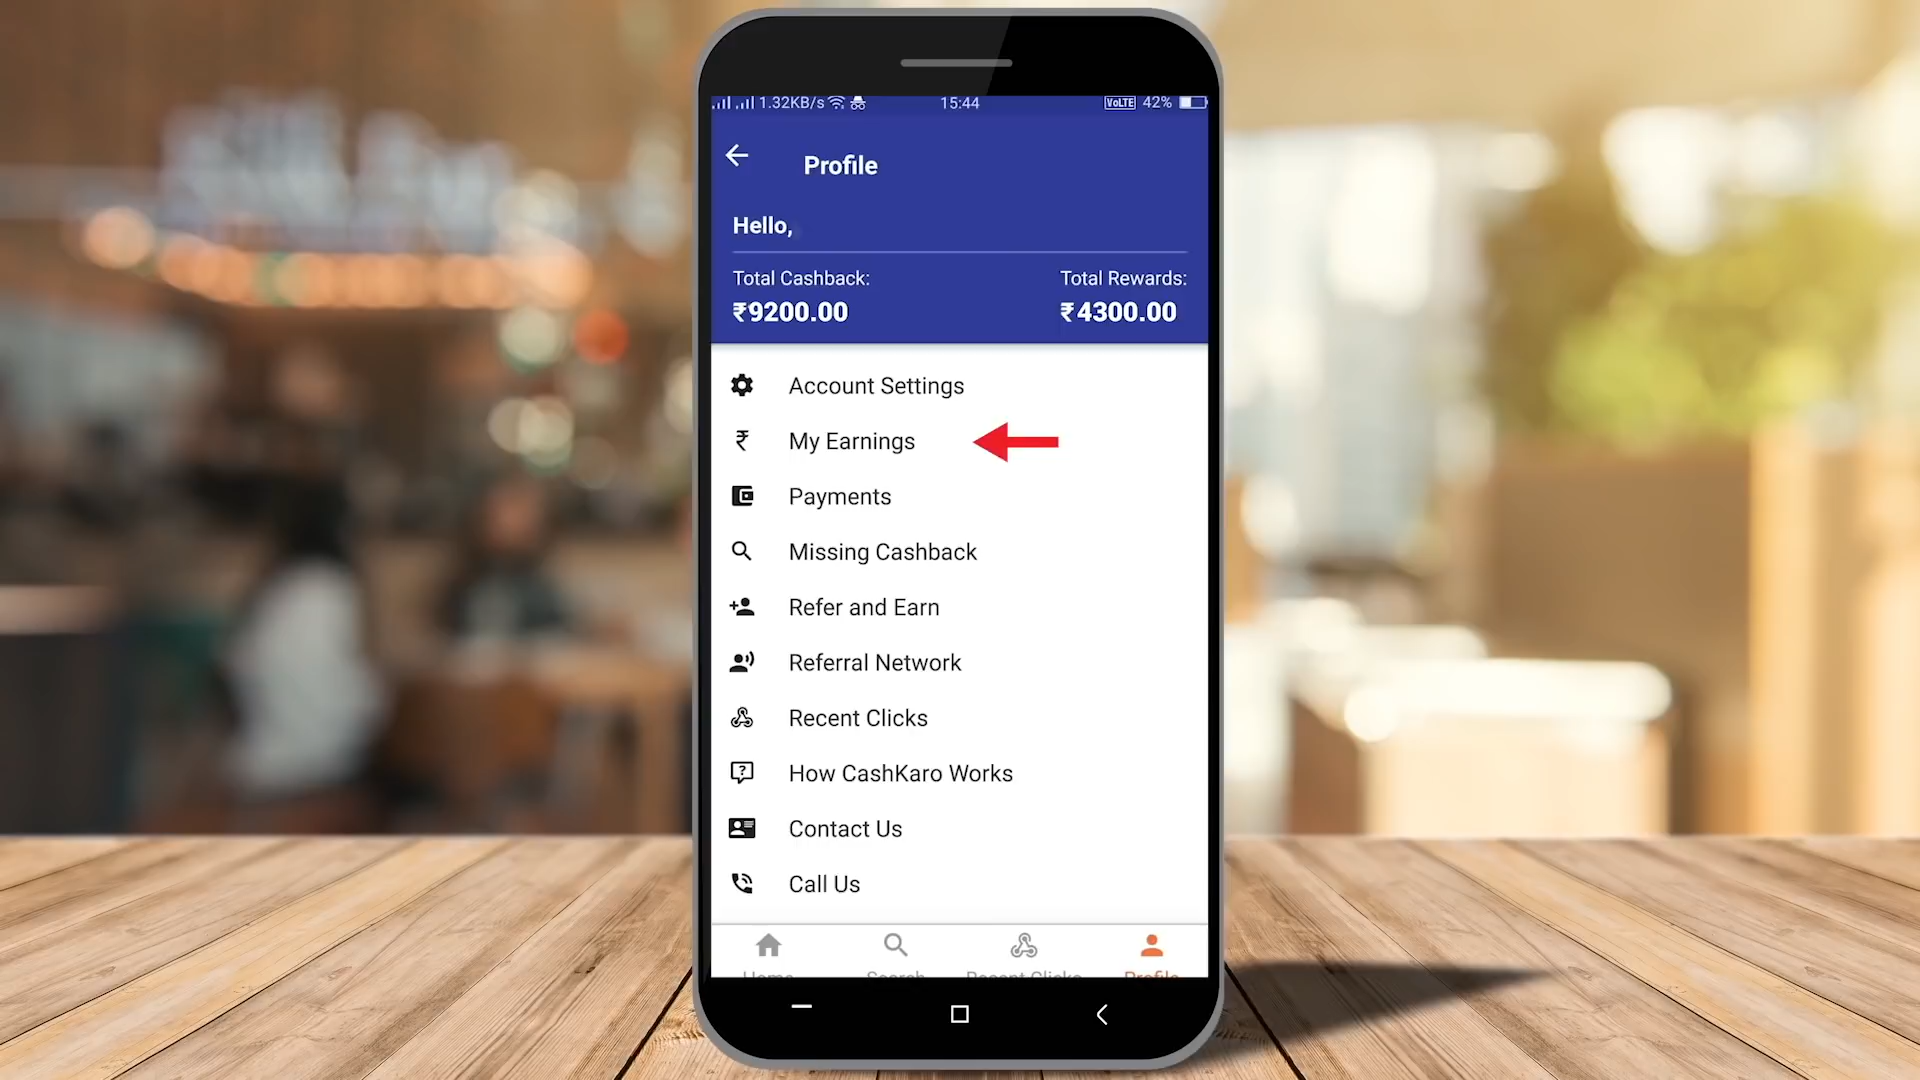 1.32KB/s 15:44 VoLTE 42%
Profile
Hello,
Total Cashback: Total Rewards:
₹9200.00 ₹4300.00
Account Settings
₹ My Earnings
Payments
Missing Cashback
Refer and Earn
Referral Network
Recent Clicks
How CashKaro Works
Contact Us
Call Us
Home Search Recent Clicks Profile